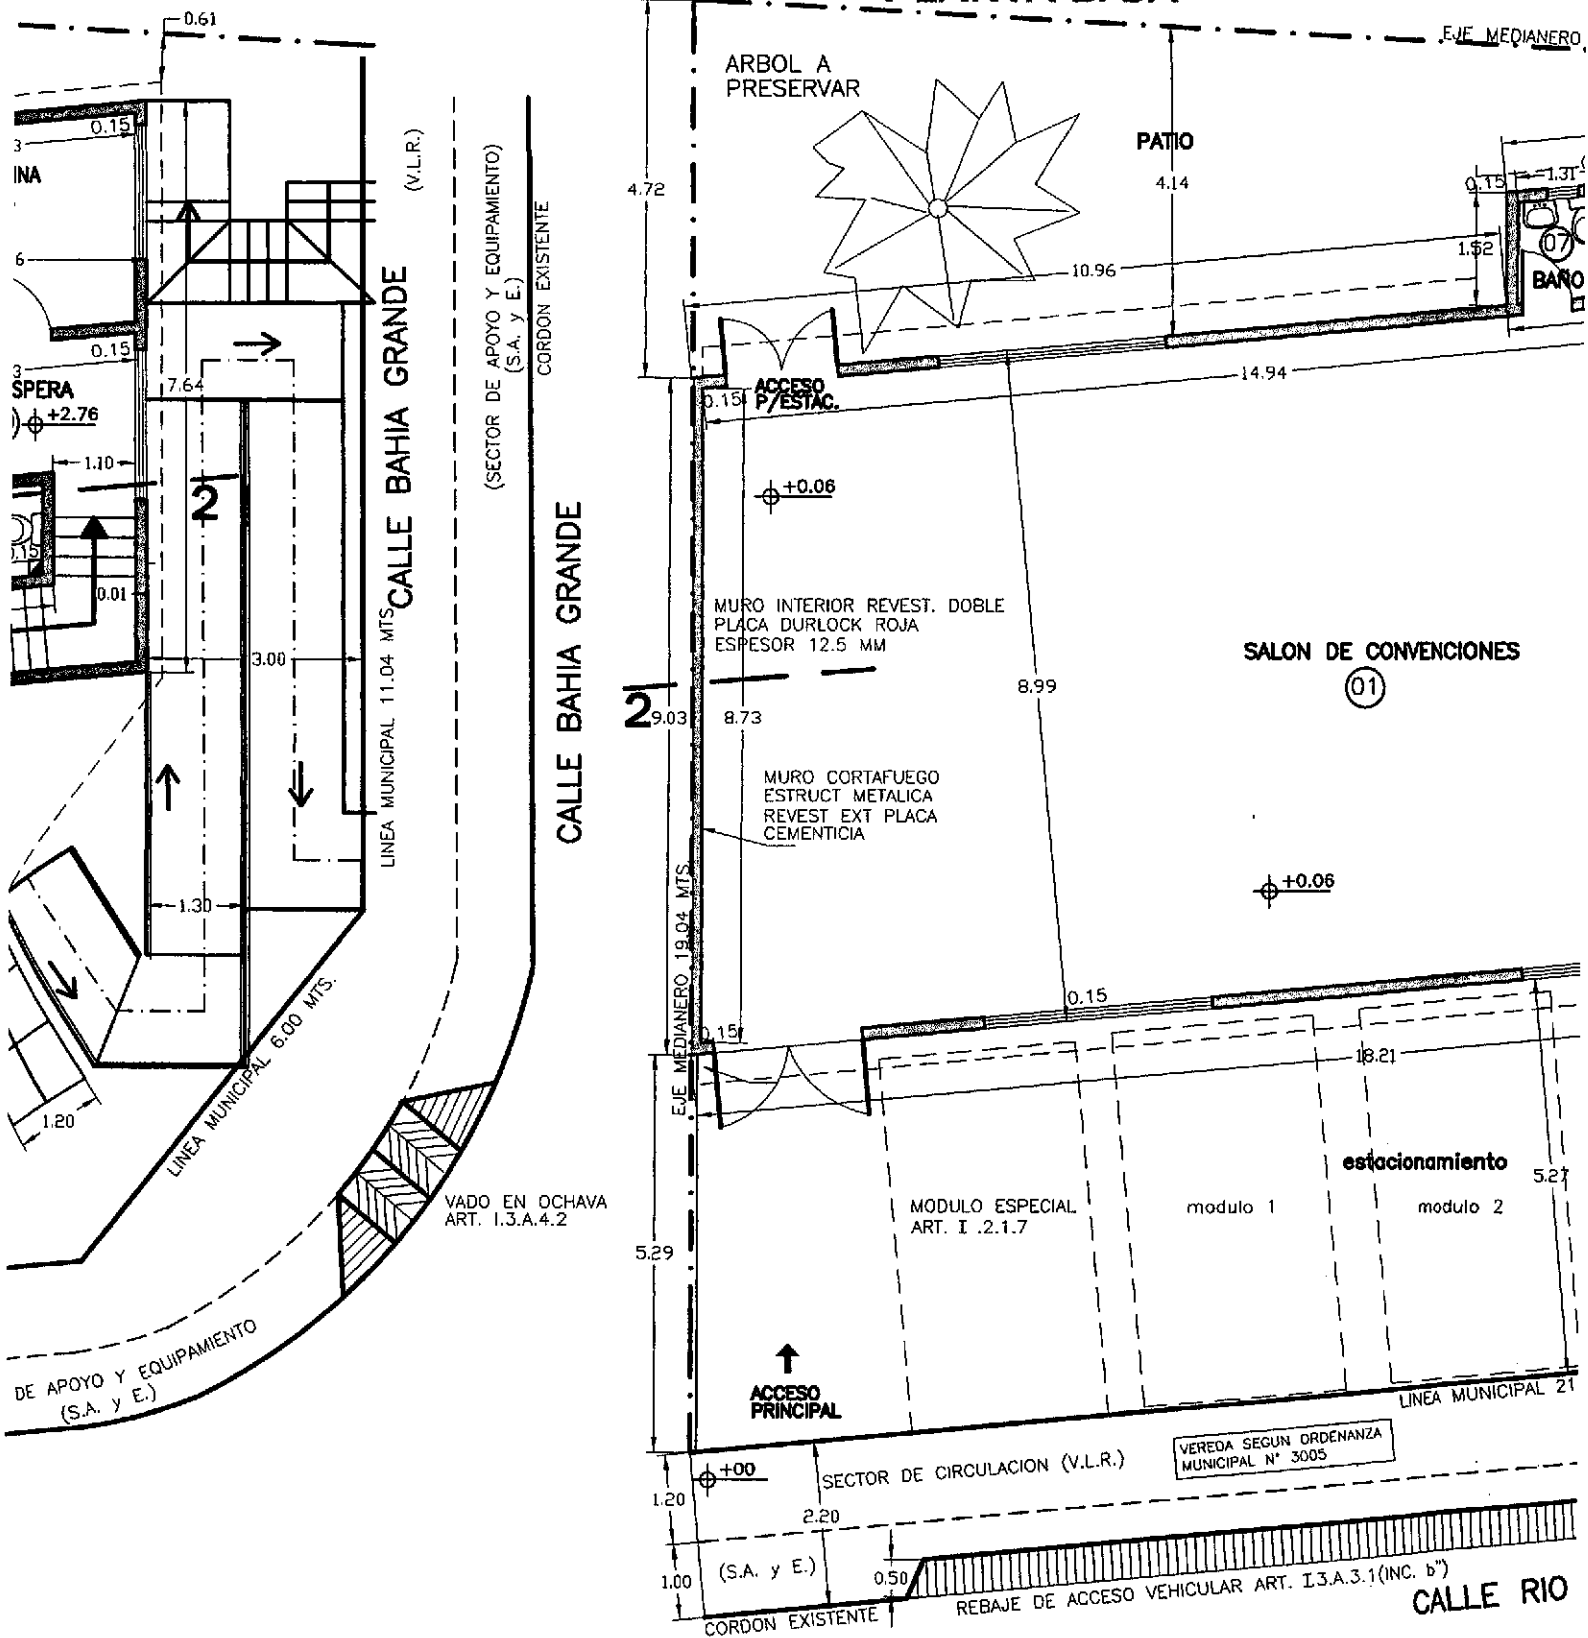 0.61
0.15
3
INA
6
0.15
3
SPERA
+2.76
7.64
1.10
2
0.15
0.01
3.00
1.30
1.20
(V.L.R.)
CALLE BAHIA GRANDE
LINEA MUNICIPAL 11.04 MTS
(SECTOR DE APOYO Y EQUIPAMIENTO)
(S.A. y E.)
CORDON EXISTENTE
CALLE BAHIA GRANDE
LINEA MUNICIPAL 6.00 MTS.
VADO EN OCHAVA
ART. I.3.A.4.2
DE APOYO Y EQUIPAMIENTO
(S.A. y E.)
EJE MEDIANERO
ARBOL A
PRESERVAR
PATIO
4.72
4.14
0.15
1.31
1.52
07
BAÑO
10.96
14.94
ACCESO
P/ESTAC.
0.15
+0.06
MURO INTERIOR REVEST. DOBLE
PLACA DURLOCK ROJA
ESPESOR 12.5 MM
SALON DE CONVENCIONES
01
2
9.03
8.73
8.99
MURO CORTAFUEGO
ESTRUCT METALICA
REVEST EXT PLACA
CEMENTICIA
+0.06
EJE MEDIANERO 19.04 MTS.
0.15
0.15
18.21
estacionamiento
5.27
MODULO ESPECIAL
ART. I .2.1.7
modulo 1
modulo 2
5.29
ACCESO
PRINCIPAL
LINEA MUNICIPAL 21
VEREDA SEGUN ORDENANZA
MUNICIPAL N° 3005
+00
SECTOR DE CIRCULACION (V.L.R.)
1.20
2.20
1.00
(S.A. y E.)
0.50
REBAJE DE ACCESO VEHICULAR ART. I.3.A.3.1(INC. b")
CORDON EXISTENTE
CALLE RIO